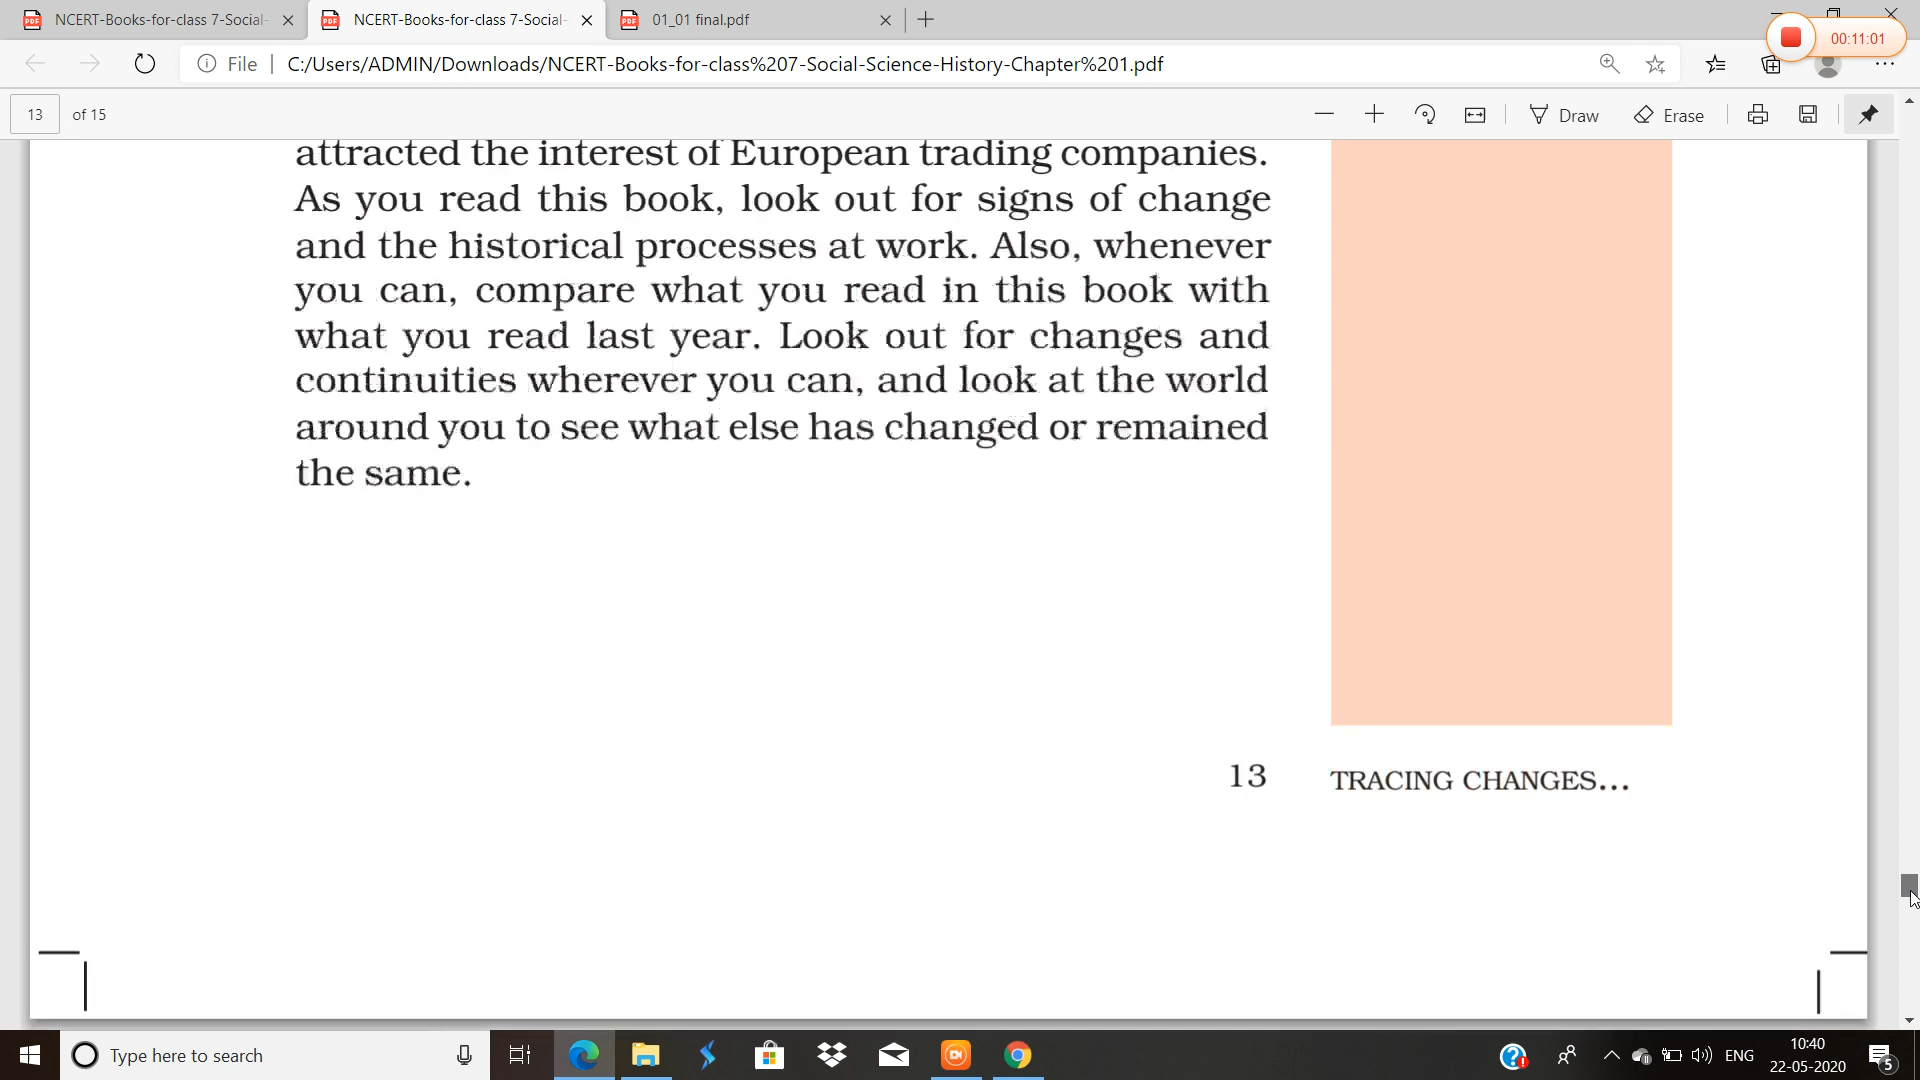 NCERT-Books-for-class 7-Social-
NCERT-Books-for-class 7-Social-
01_01 final.pdf
00:11:01
File
C:/Users/ADMIN/Downloads/NCERT-Books-for-class%207-Social-Science-History-Chapter%201.pdf
13 of 15
Draw
Erase
attracted the interest of European trading companies.
As you read this book, look out for signs of change
and the historical processes at work. Also, whenever
you can, compare what you read in this book with
what you read last year. Look out for changes and
continuities wherever you can, and look at the world
around you to see what else has changed or remained
the same.
13 TRACING CHANGES...
Type here to search
ENG
10:40
22-05-2020
5